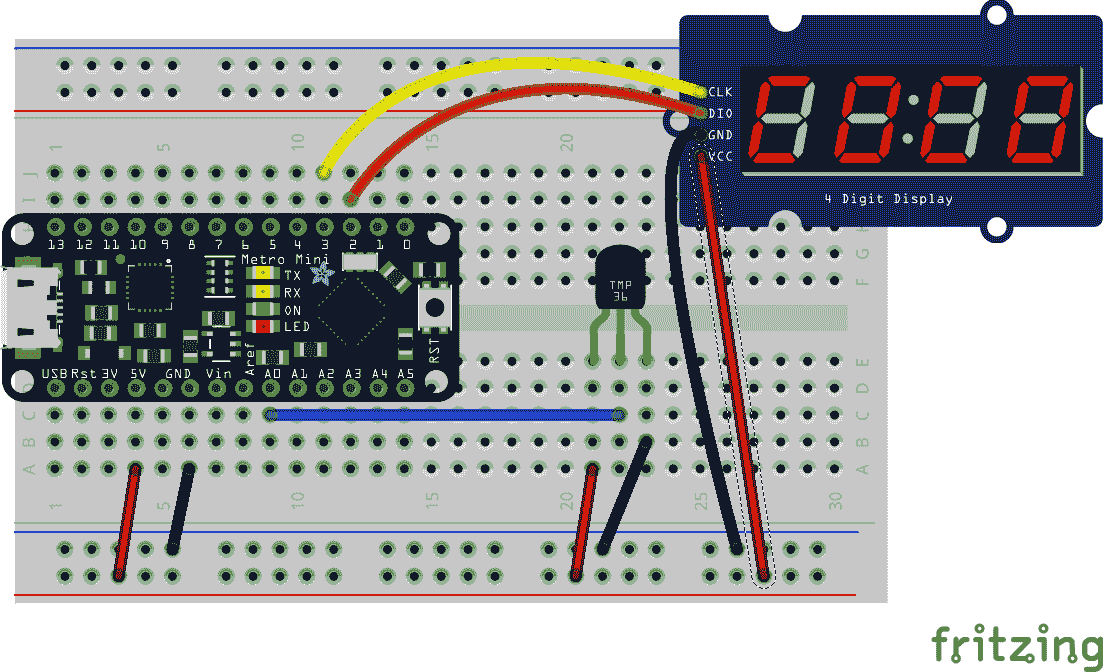 CLK
DIO
GND
VCC
4 Digit Display
1 5 10 15 20
J
I
H
G
F
13 12 11 10 9 8 7 6 5 4 3 2 1 0
Metro Mini
TX
RX
ON
LED
RST
Aref
USB Rst 3V 5V GND Vin A0 A1 A2 A3 A4 A5
TMP
36
E
D
C
B
A
1 5 10 15 20 25 30
fritzing